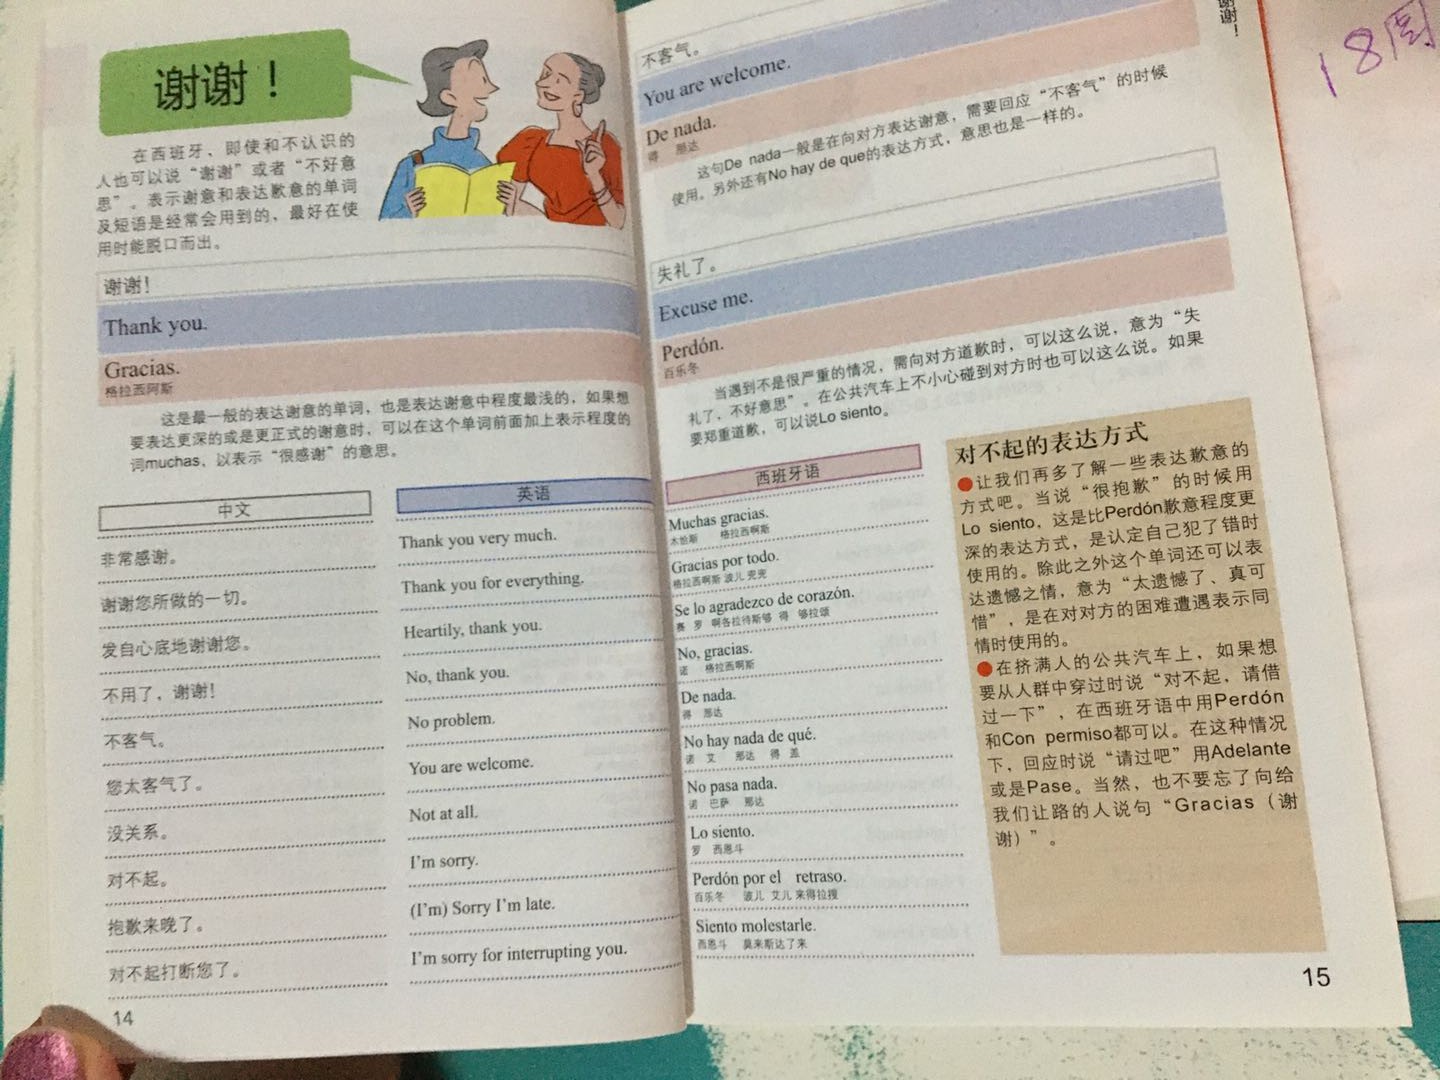 谢谢！
在西班牙，即使和不认识的
人也可以说“谢谢”或者“不好意
思”。表示谢意和表达歉意的单词
及短语是经常会用到的，最好在使
用时能脱口而出。
谢谢！
Thank you.
Gracias.
格拉西阿斯
这是最一般的表达谢意的单词，也是表达谢意中程度最浅的，如果想
要表达更深的或是更正式的谢意时，可以在这个单词前面加上表示程度的
词muchas，以表示“很感谢”的意思。
中文
非常感谢。
谢谢您所做的一切。
发自心底地谢谢您。
不用了，谢谢！
不客气。
您太客气了。
没关系。
对不起。
抱歉来晚了。
对不起打断您了。
英语
Thank you very much.
Thank you for everything.
Heartily, thank you.
No, thank you.
No problem.
You are welcome.
Not at all.
I'm sorry.
(I'm) Sorry I'm late.
I'm sorry for interrupting you.
14
谢谢！
不客气。
You are welcome.
De nada.
得 那达
这句De nada一般是在向对方表达谢意，需要回应“不客气”的时候
使用。另外还有No hay de que的表达方式，意思也是一样的。
失礼了。
Excuse me.
Perdón.
百乐冬
当遇到不是很严重的情况，需向对方道歉时，可以这么说，意为“失
礼了，不好意思”。在公共汽车上不小心碰到对方时也可以这么说。如果
要郑重道歉，可以说Lo siento。
西班牙语
Muchas gracias.
木恰斯 格拉西啊斯
Gracias por todo.
格拉西啊斯 波儿 兜兜
Se lo agradezco de corazón.
赛 罗 啊各拉待斯够 得 够拉颂
No, gracias.
诺 格拉西啊斯
De nada.
得 那达
No hay nada de qué.
诺 艾 那达 得 盖
No pasa nada.
诺 巴萨 那达
Lo siento.
罗 西恩斗
Perdón por el retraso.
百乐冬 波儿 艾儿 来得拉搜
Siento molestarle.
西恩斗 莫来斯达了来
对不起的表达方式
●让我们再多了解一些表达歉意的
方式吧。当说“很抱歉”的时候用
Lo siento，这是比Perdón歉意程度更
深的表达方式，是认定自己犯了错时
使用的。除此之外这个单词还可以表
达遗憾之情，意为“太遗憾了、真可
惜”，是在对对方的困难遭遇表示同
情时使用的。
●在挤满人的公共汽车上，如果想
要从人群中穿过时说“对不起，请借
过一下”，在西班牙语中用Perdón
和Con permiso都可以。在这种情况
下，回应时说“请过吧”用Adelante
或是Pase。当然，也不要忘了向给
我们让路的人说句“Gracias（谢
谢）”。
15
18周